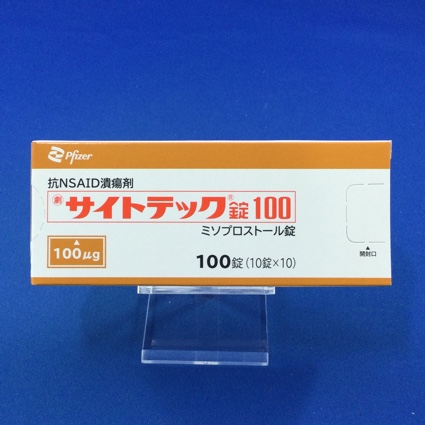 Pfizer
抗NSAID潰瘍剤
劇 サイトテック®錠100
ミソプロストール錠
100μg
100錠(10錠×10)
開封口